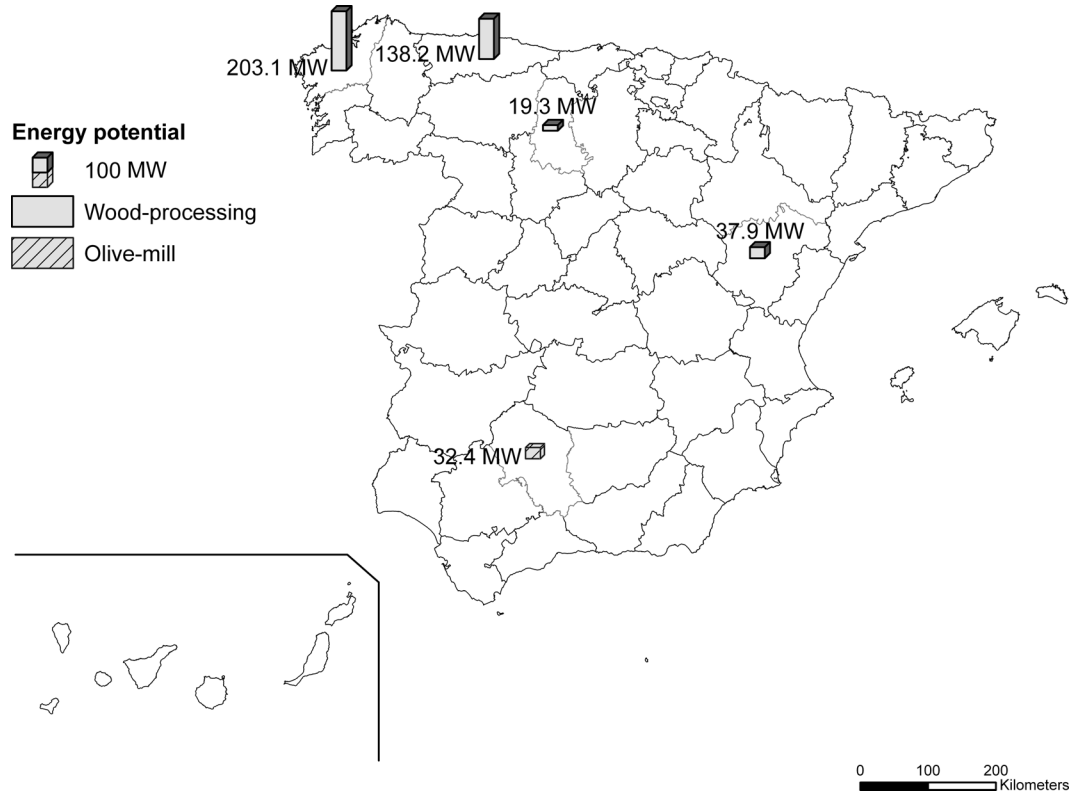 203.1 MW
138.2 MW
19.3 MW
Energy potential
100 MW
Wood-processing
Olive-mill
37.9 MW
32.4 MW
0 100 200
Kilometers